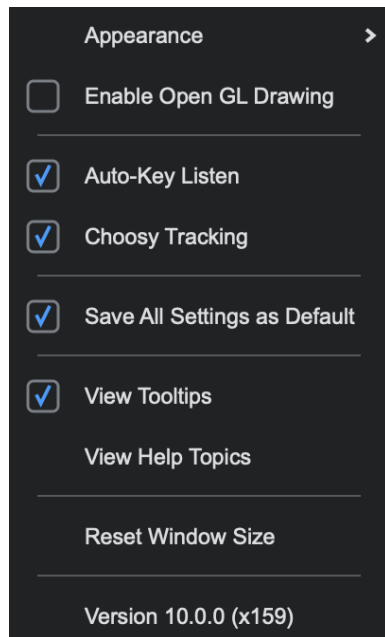 Appearance
Enable Open GL Drawing
Auto-Key Listen
Choosy Tracking
Save All Settings as Default
View Tooltips
View Help Topics
Reset Window Size
Version 10.0.0 (x159)